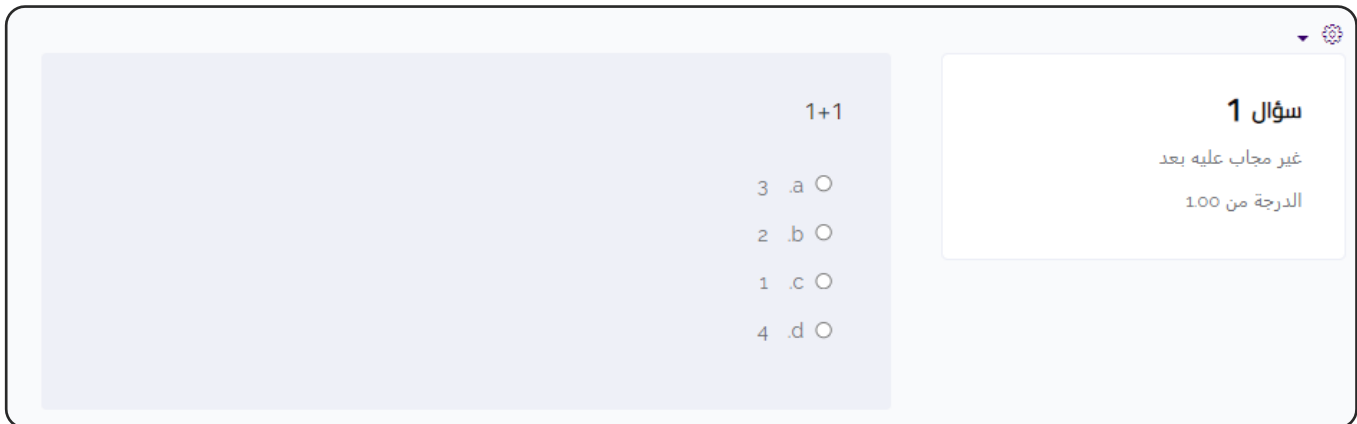 سؤال 1
غير مجاب عليه بعد
الدرجة من 1.00
1+1
a. 3
b. 2
c. 1
d. 4